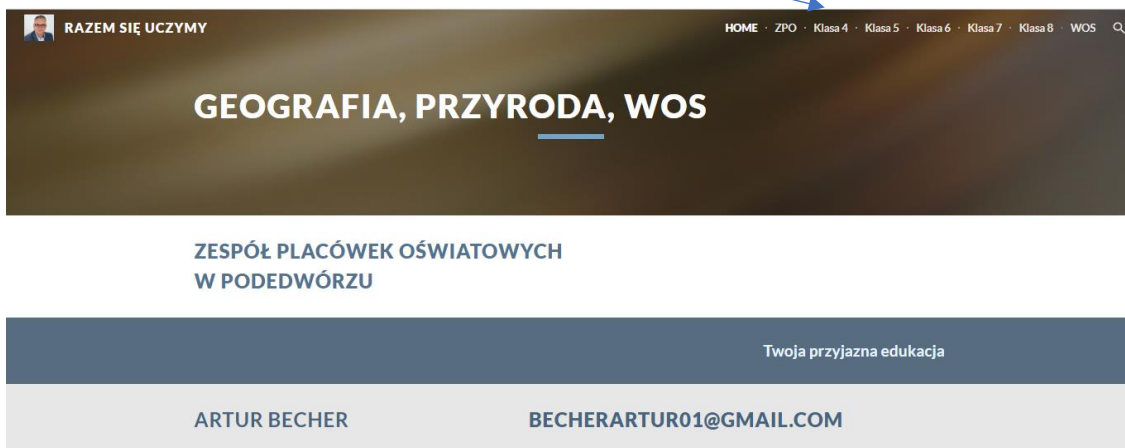 RAZEM SIĘ UCZYMY
HOME · ZPO · Klasa 4 · Klasa 5 · Klasa 6 · Klasa 7 · Klasa 8 · WOS
GEOGRAFIA, PRZYRODA, WOS
ZESPÓŁ PLACÓWEK OŚWIATOWYCH
W PODEDWÓRZU
Twoja przyjazna edukacja
ARTUR BECHER
BECHERARTUR01@GMAIL.COM